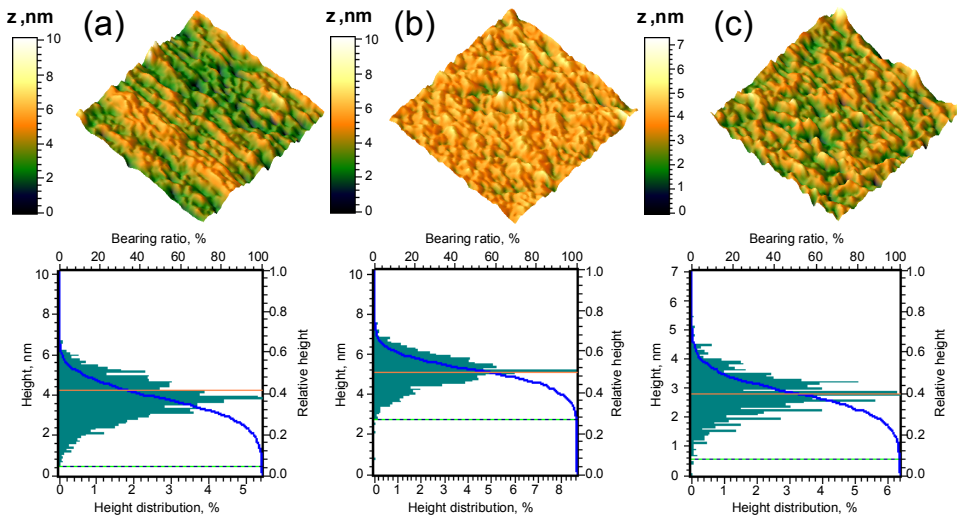 z ,nm (a)
10
8
6
4
2
0
z ,nm (b)
10
8
6
4
2
0
z ,nm (c)
7
6
5
4
3
2
1
0
Bearing ratio, %
0 20 40 60 80 100
10
8
6
4
2
0
Height, nm
1.0
0.8
0.6
0.4
0.2
0.0
Relative height
0 1 2 3 4 5
Height distribution, %
Bearing ratio, %
0 20 40 60 80 100
10
8
6
4
2
0
Height, nm
1.0
0.8
0.6
0.4
0.2
0.0
Relative height
0 1 2 3 4 5 6 7 8
Height distribution, %
Bearing ratio, %
0 20 40 60 80 100
7
6
5
4
3
2
1
0
Height, nm
1.0
0.8
0.6
0.4
0.2
0.0
Relative height
0 1 2 3 4 5 6
Height distribution, %